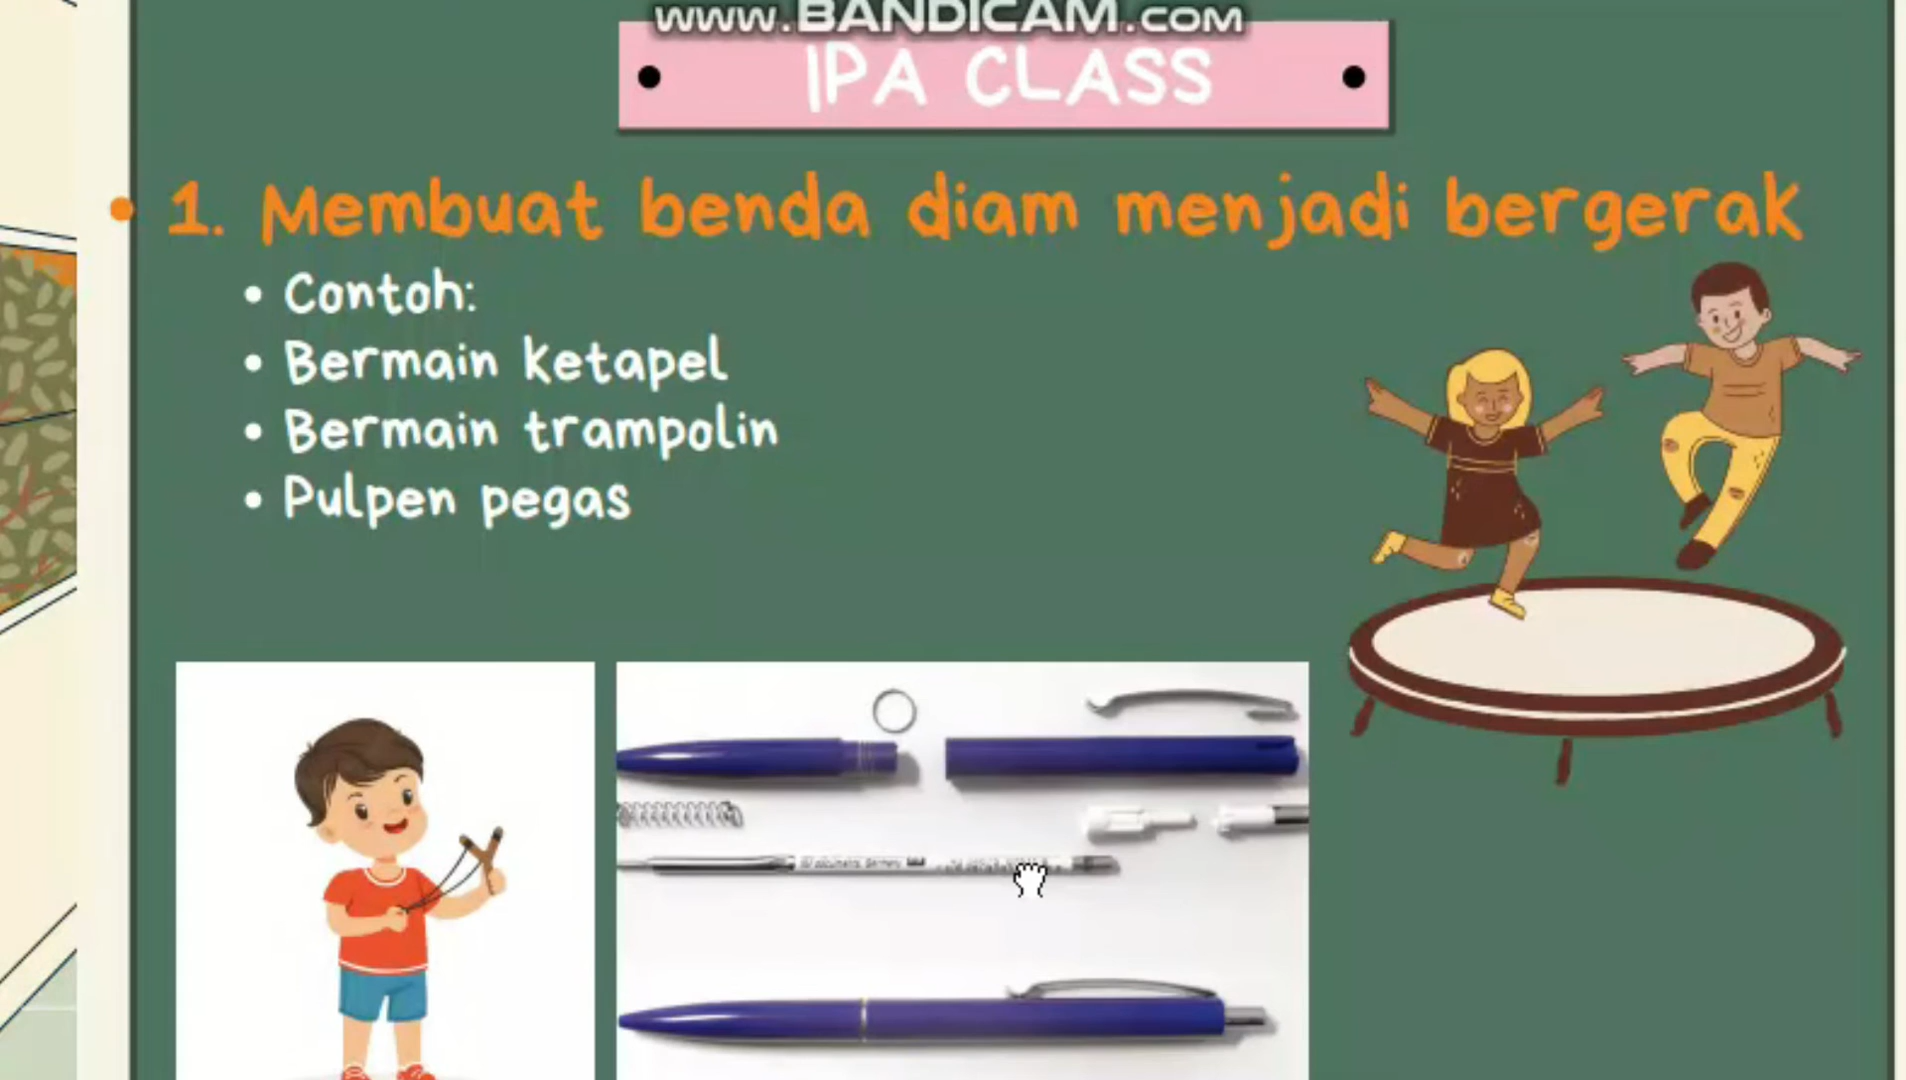 www.BANDICAM.com
IPA CLASS
1. Membuat benda diam menjadi bergerak
Contoh:
Bermain ketapel
Bermain trampolin
Pulpen pegas